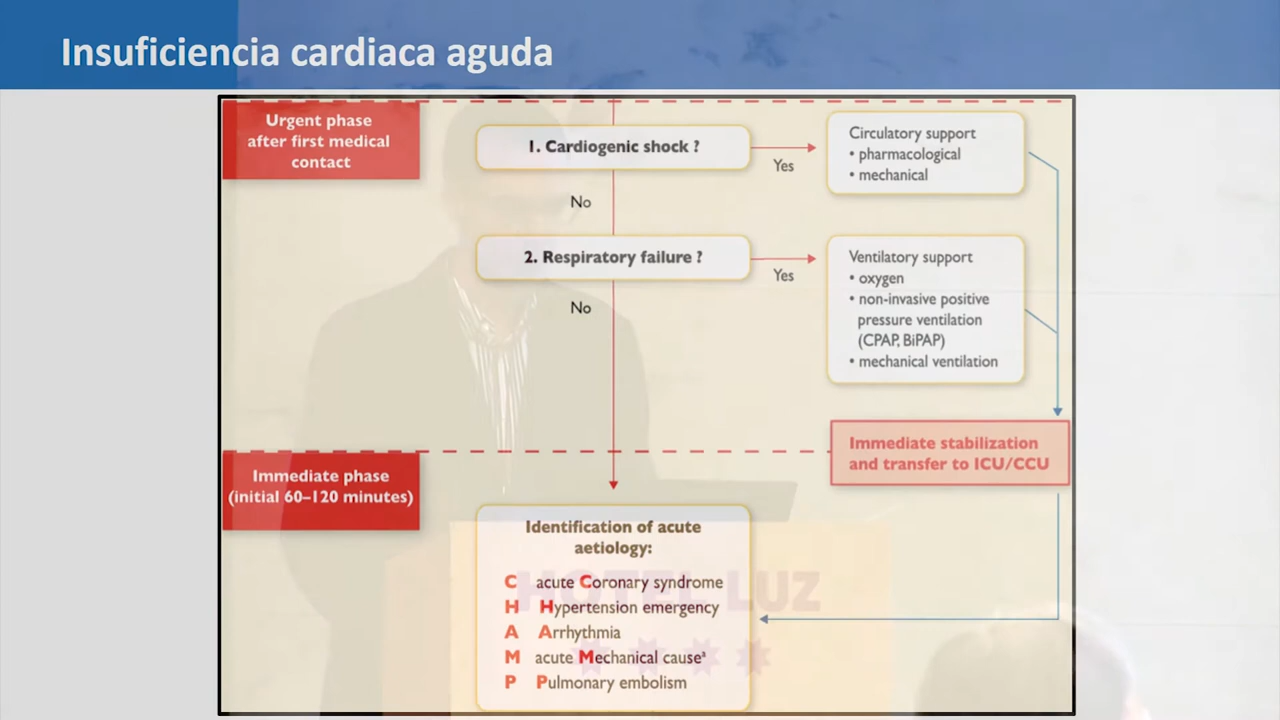 Insuficiencia cardiaca aguda
Urgent phase
after first medical
contact
1. Cardiogenic shock ?
Yes
Circulatory support
• pharmacological
• mechanical
No
2. Respiratory failure ?
Yes
Ventilatory support
• oxygen
• non-invasive positive
pressure ventilation
(CPAP, BiPAP)
• mechanical ventilation
No
Immediate stabilization
and transfer to ICU/CCU
Immediate phase
(initial 60–120 minutes)
Identification of acute
aetiology:
C acute Coronary syndrome
H Hypertension emergency
A Arrhythmia
M acute Mechanical causeᵃ
P Pulmonary embolism
HOTEL LUZ